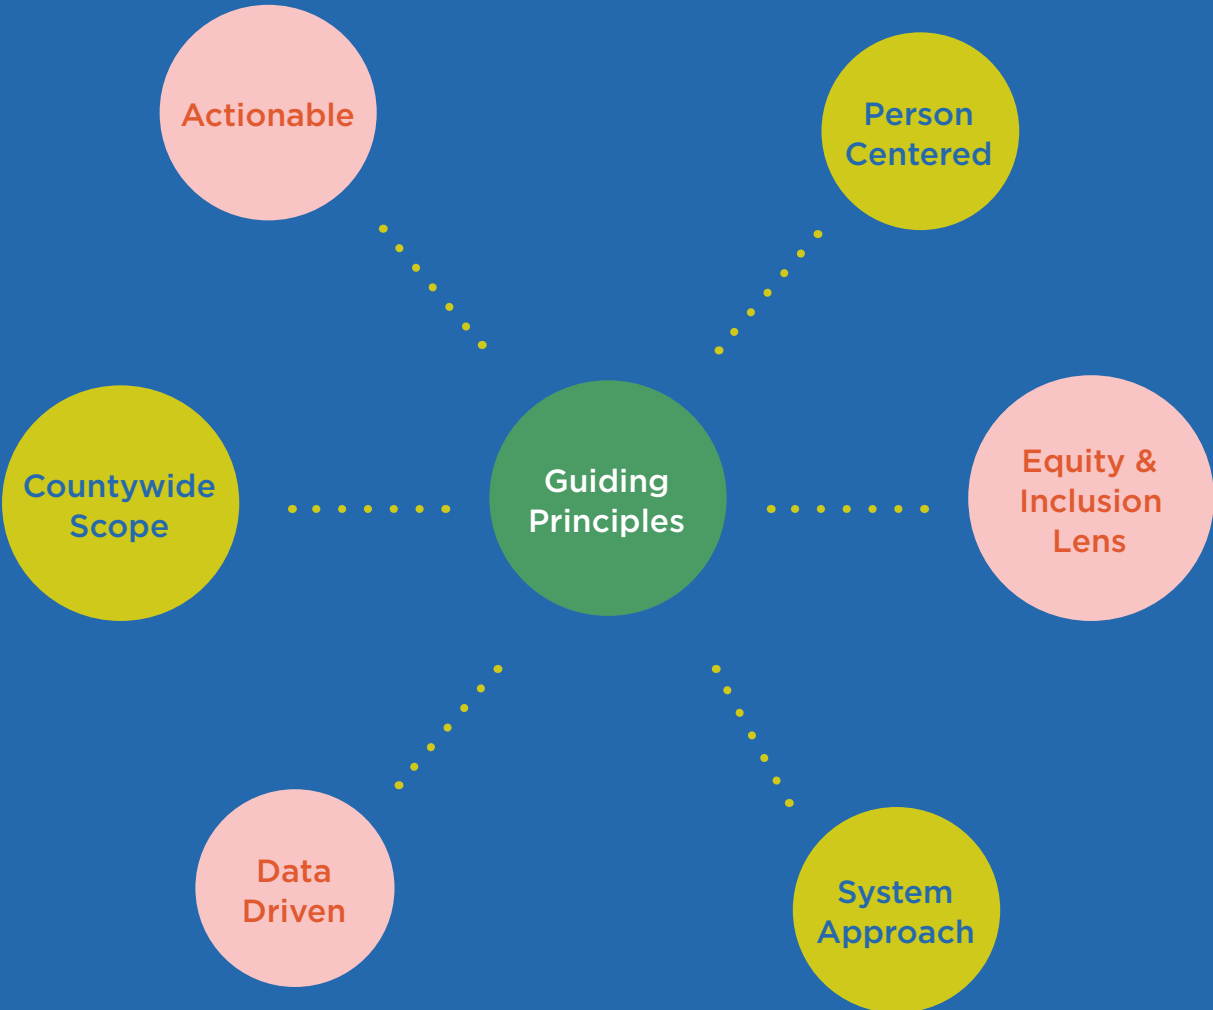 Actionable
Person
Centered
Countywide
Scope
Guiding
Principles
Equity &
Inclusion
Lens
Data
Driven
System
Approach